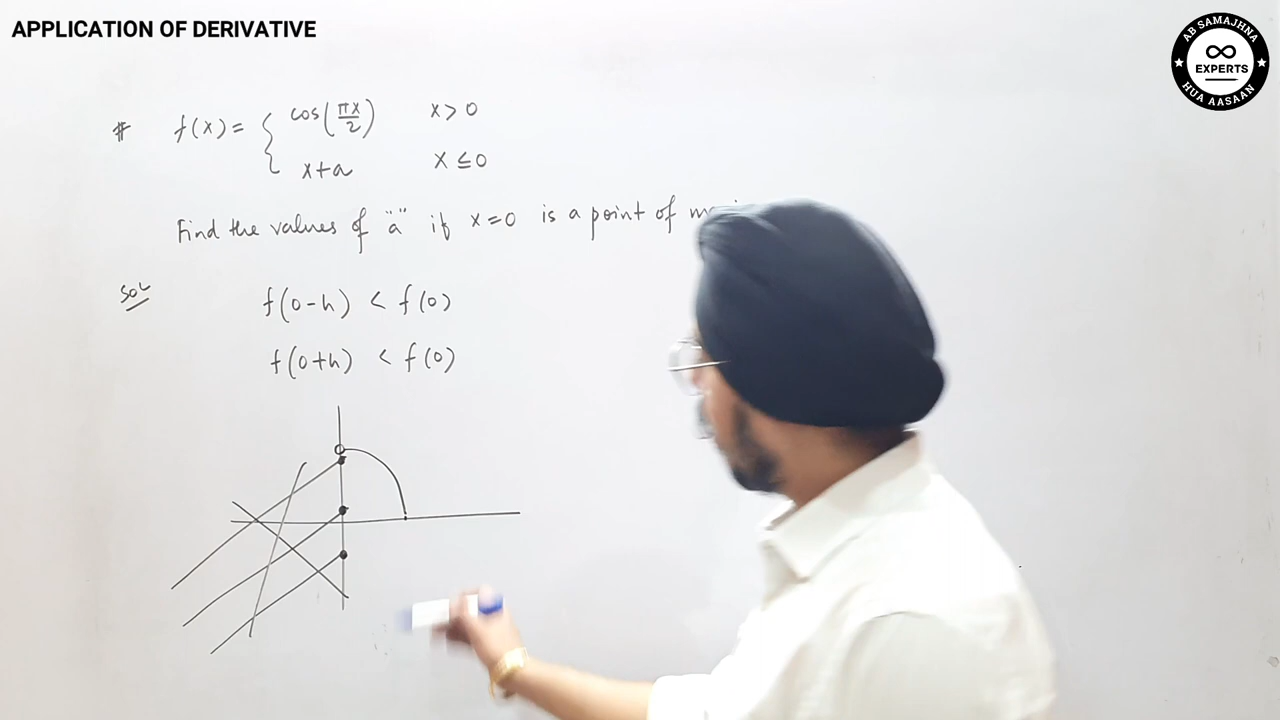 APPLICATION OF DERIVATIVE
AB SAMAJHNA
EXPERTS
HUA AASAAN
# f(x) = { cos(πx/2) x > 0
x+a x ≤ 0
Find the values of "a" if x=0 is a point of
Sol
f(0-h) < f(0)
f(0+h) < f(0)